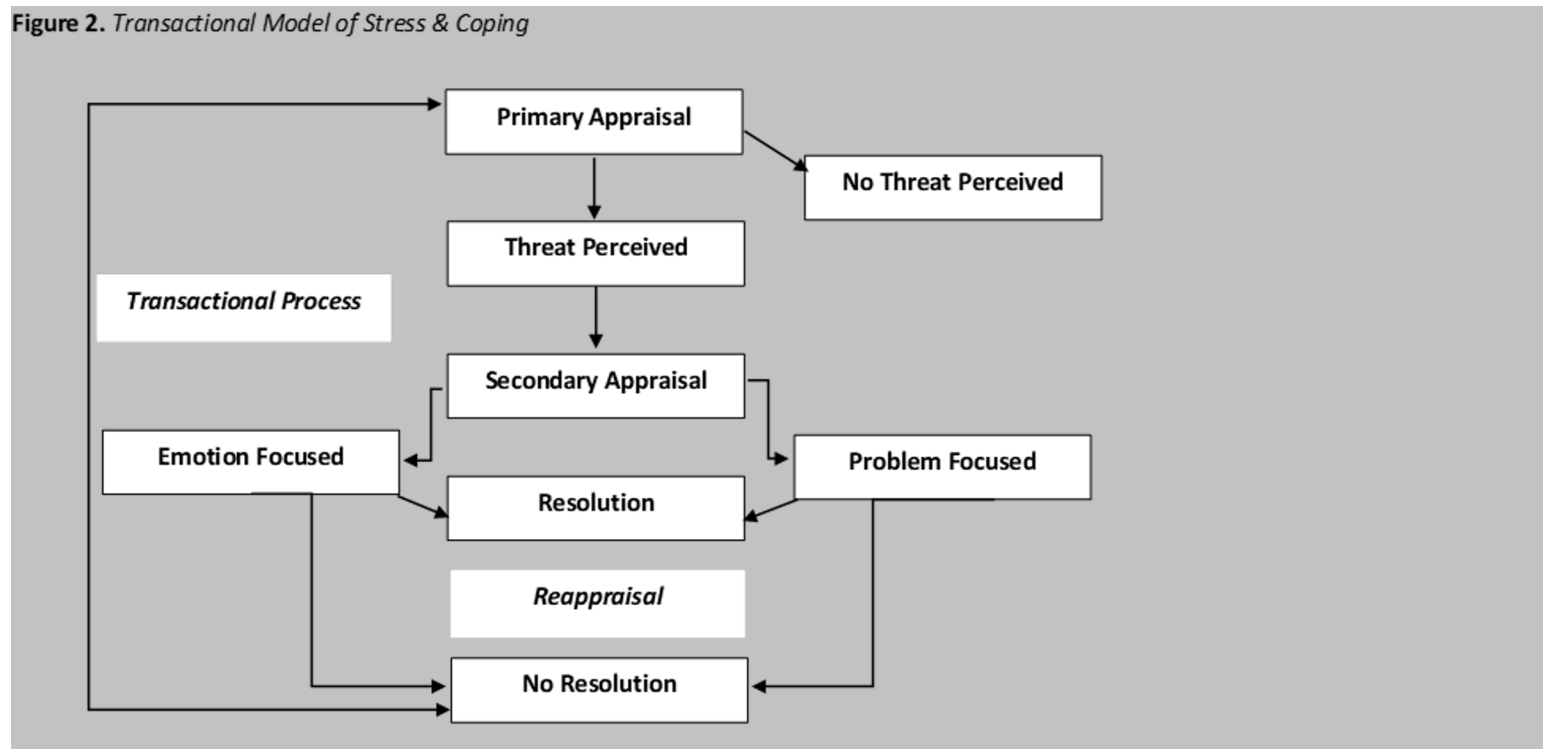 Figure 2. Transactional Model of Stress & Coping
Primary Appraisal
No Threat Perceived
Threat Perceived
Transactional Process
Secondary Appraisal
Emotion Focused
Problem Focused
Resolution
Reappraisal
No Resolution